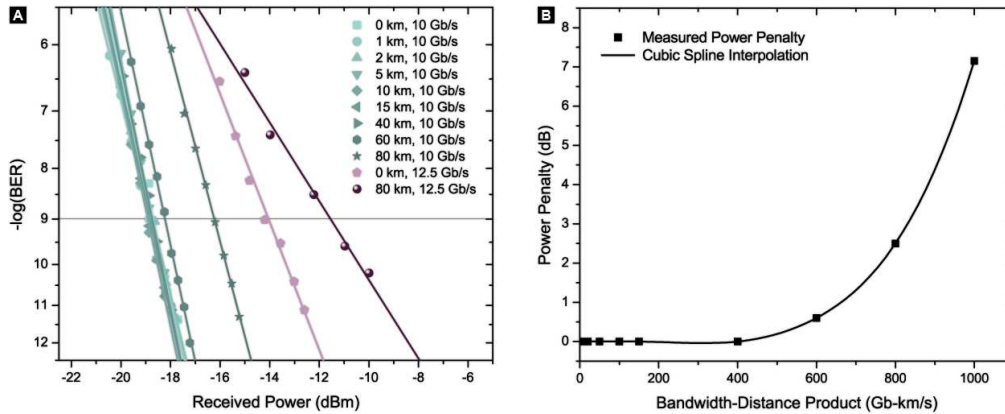 A
-log(BER)
6
7
8
9
10
11
12
0 km, 10 Gb/s
1 km, 10 Gb/s
2 km, 10 Gb/s
5 km, 10 Gb/s
10 km, 10 Gb/s
15 km, 10 Gb/s
40 km, 10 Gb/s
60 km, 10 Gb/s
80 km, 10 Gb/s
0 km, 12.5 Gb/s
80 km, 12.5 Gb/s
-22 -20 -18 -16 -14 -12 -10 -8 -6
Received Power (dBm)
B
Power Penalty (dB)
8
7
6
5
4
3
2
1
0
Measured Power Penalty
Cubic Spline Interpolation
0 200 400 600 800 1000
Bandwidth-Distance Product (Gb-km/s)